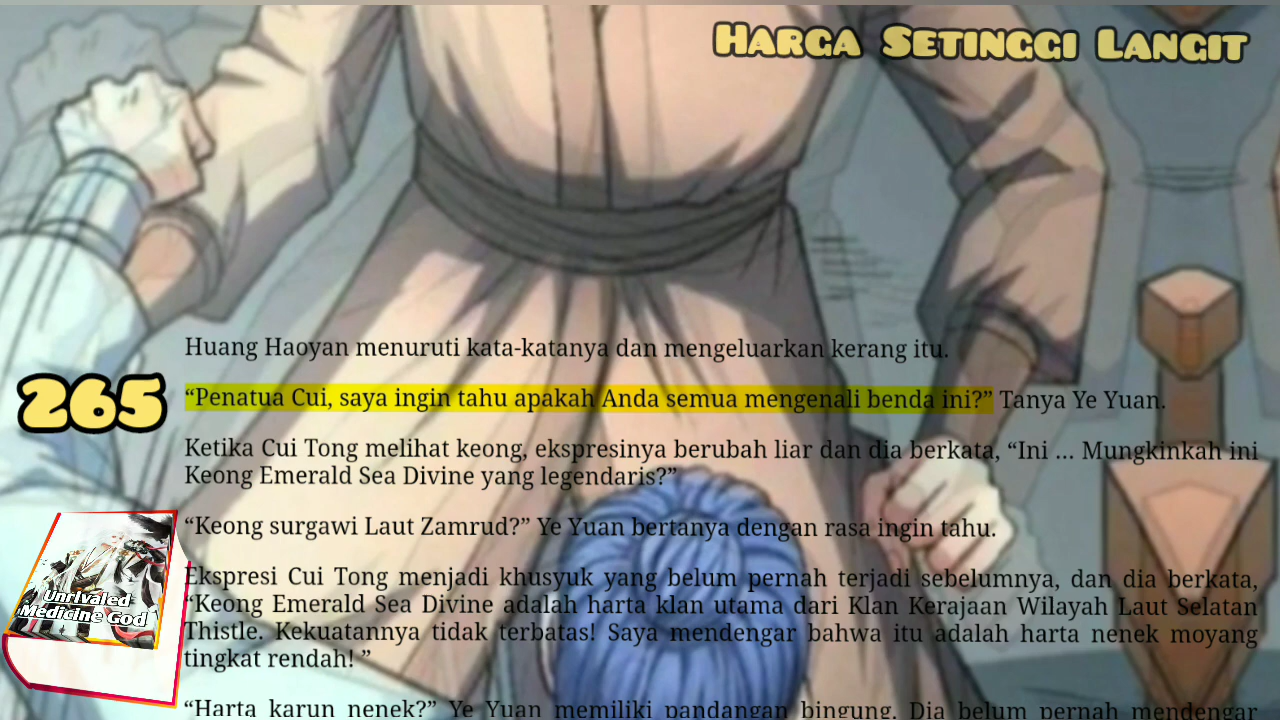 Harga Setinggi Langit
Huang Haoyan menuruti kata-katanya dan mengeluarkan kerang itu.
265
“Penatua Cui, saya ingin tahu apakah Anda semua mengenali benda ini?” Tanya Ye Yuan.
Ketika Cui Tong melihat keong, ekspresinya berubah liar dan dia berkata, “Ini ... Mungkinkah ini
Keong Emerald Sea Divine yang legendaris?”
“Keong surgawi Laut Zamrud?” Ye Yuan bertanya dengan rasa ingin tahu.
Ekspresi Cui Tong menjadi khusyuk yang belum pernah terjadi sebelumnya, dan dia berkata,
“Keong Emerald Sea Divine adalah harta klan utama dari Klan Kerajaan Wilayah Laut Selatan
Thistle. Kekuatannya tidak terbatas! Saya mendengar bahwa itu adalah harta nenek moyang
tingkat rendah! ”
“Harta karun nenek?” Ye Yuan memiliki pandangan bingung. Dia belum pernah mendengar
Unrivaled
Medicine God